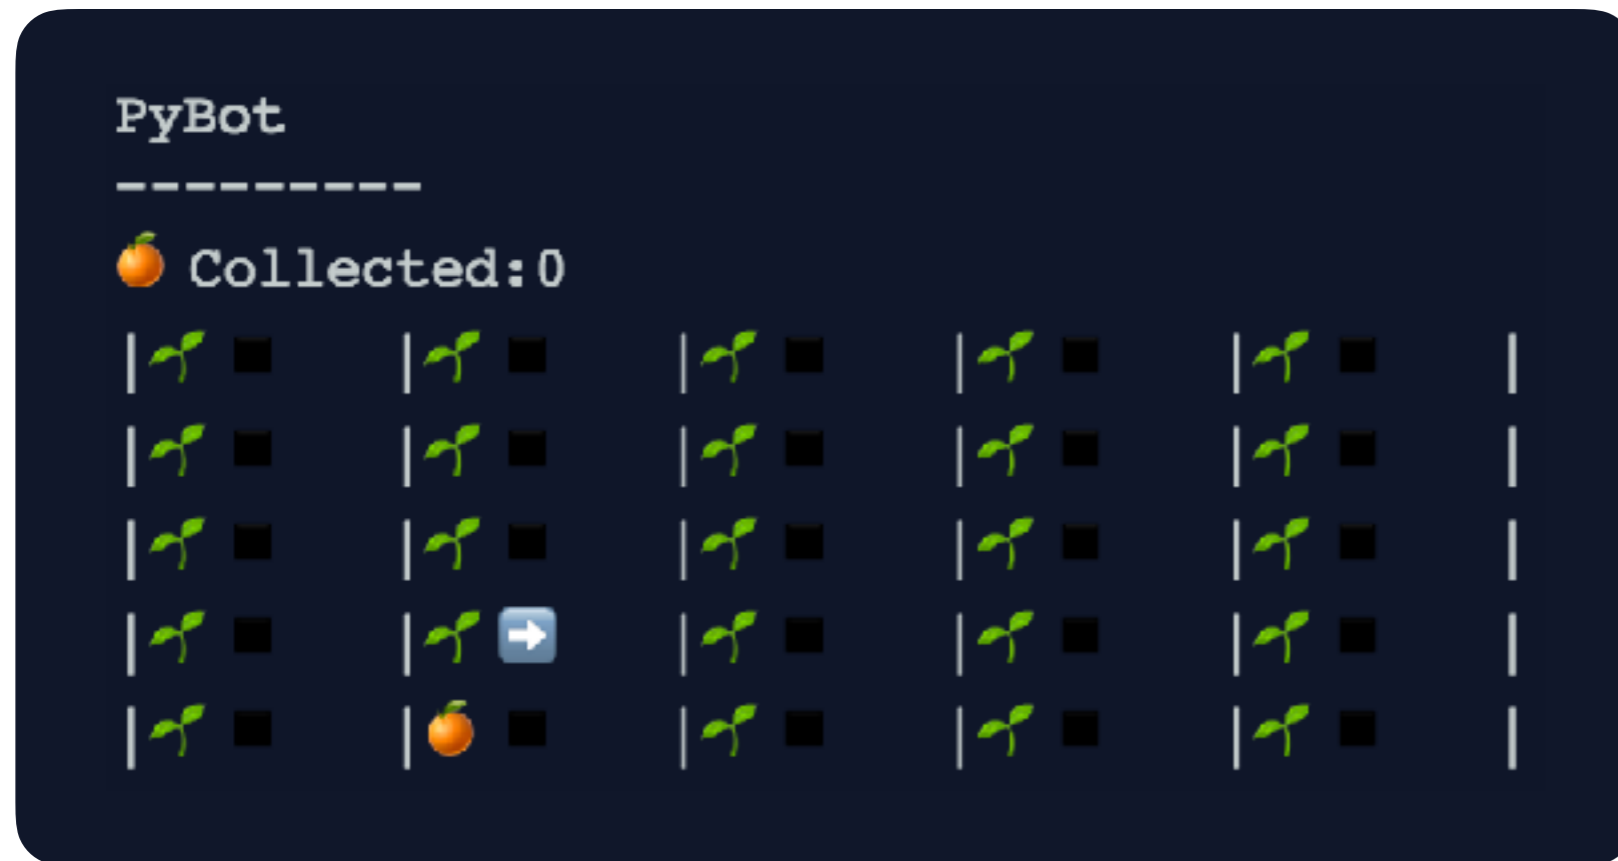 PyBot
---------
🍊 Collected:0
|🌱 ◾ |🌱 ◾ |🌱 ◾ |🌱 ◾ |🌱 ◾ |
|🌱 ◾ |🌱 ◾ |🌱 ◾ |🌱 ◾ |🌱 ◾ |
|🌱 ◾ |🌱 ◾ |🌱 ◾ |🌱 ◾ |🌱 ◾ |
|🌱 ◾ |🌱 ➡️ |🌱 ◾ |🌱 ◾ |🌱 ◾ |
|🌱 ◾ |🍊 ◾ |🌱 ◾ |🌱 ◾ |🌱 ◾ |